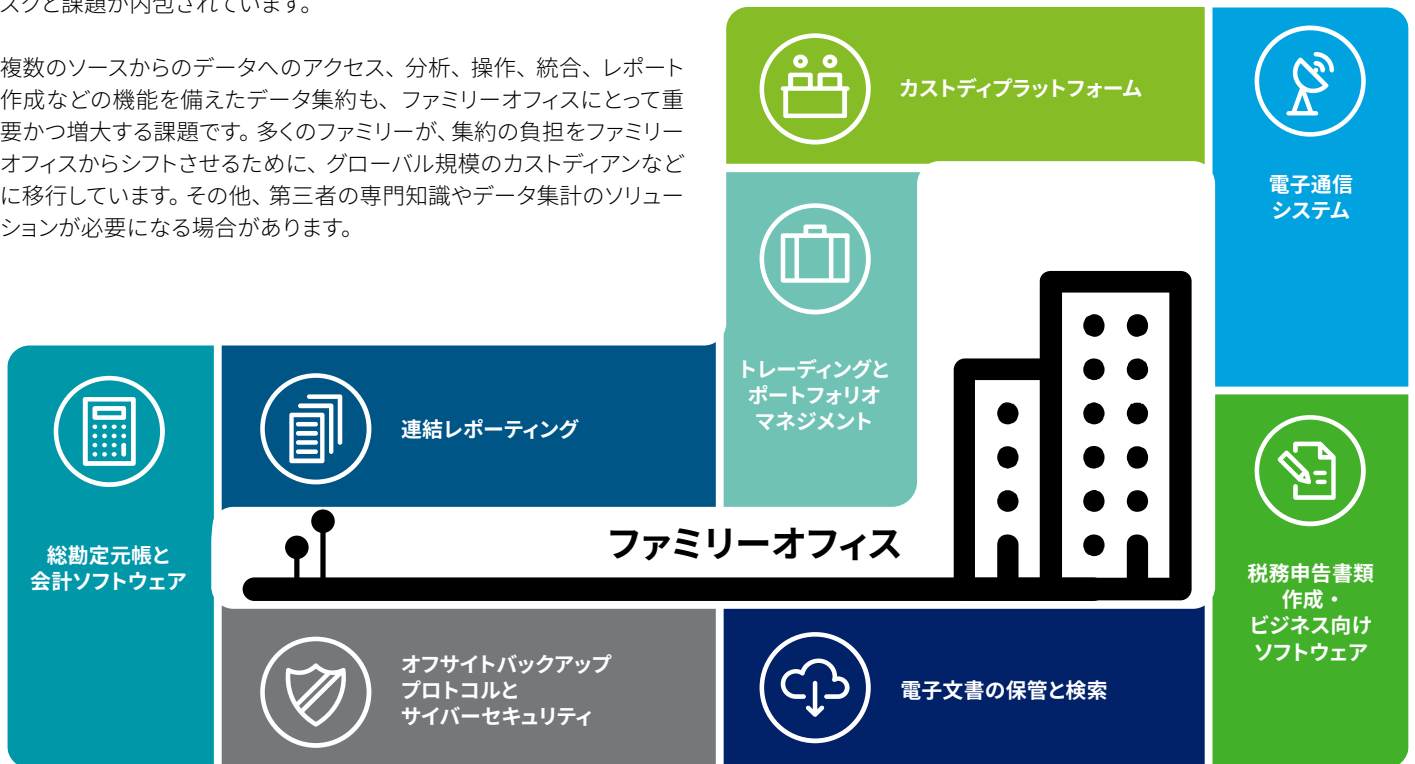 スクと課題が内包されています。
複数のソースからのデータへのアクセス、分析、操作、統合、レポート
作成などの機能を備えたデータ集約も、ファミリーオフィスにとって重
要かつ増大する課題です。多くのファミリーが、集約の負担をファミリー
オフィスからシフトさせるために、グローバル規模のカストディアンなど
に移行しています。その他、第三者の専門知識やデータ集計のソリュー
ションが必要になる場合があります。
カストディプラットフォーム
電子通信
システム
トレーディングと
ポートフォリオ
マネジメント
連結レポーティング
総勘定元帳と
会計ソフトウェア
ファミリーオフィス
税務申告書類
作成・
ビジネス向け
ソフトウェア
オフサイトバックアップ
プロトコルと
サイバーセキュリティ
電子文書の保管と検索